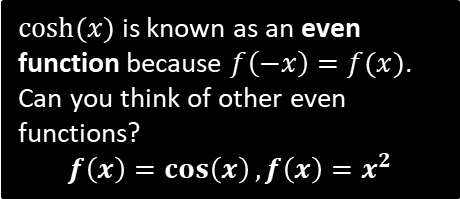 cosh(𝑥) is known as an even
function because 𝑓(−𝑥) = 𝑓(𝑥).
Can you think of other even
functions?
𝒇(𝒙) = 𝐜𝐨𝐬(𝒙) , 𝒇(𝒙) = 𝒙²